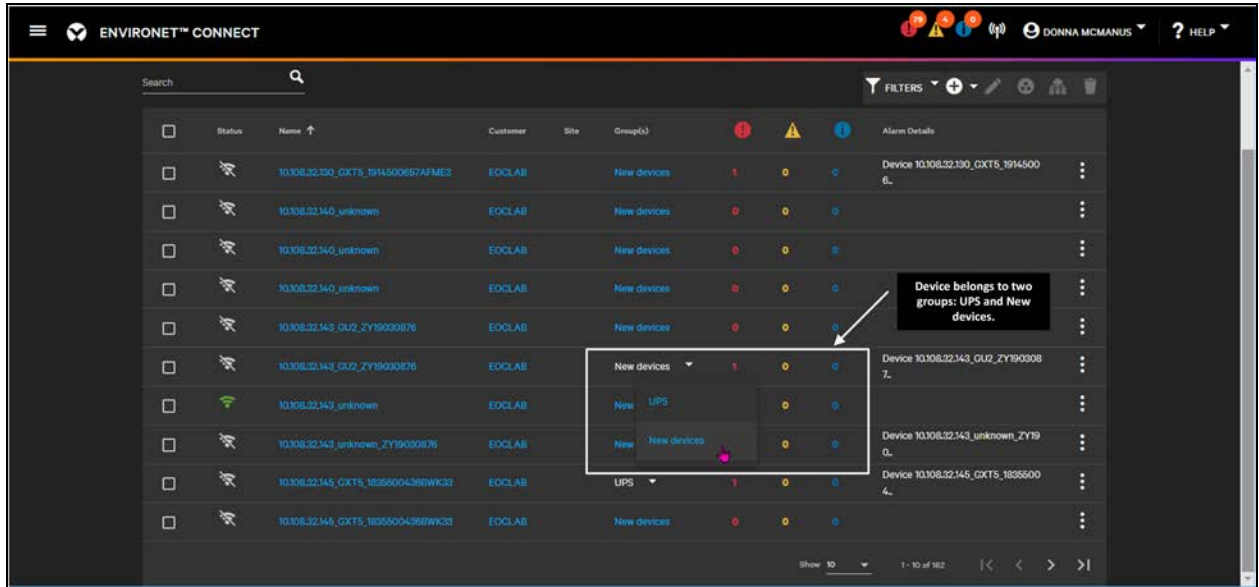 ENVIRONET™ CONNECT
79 4 0
DONNA MCMANUS
? HELP
Search
FILTERS
Status Name Customer Site Group(s) Alarm Details
10.108.32.130_GXT5_1914500657AFME3 EOCLAB New devices 1 0 0 Device 10.108.32.130_GXT5_1914500
6...
10.108.32.140_unknown EOCLAB New devices 0 0 0
10.108.32.140_unknown EOCLAB New devices 0 0 0
10.108.32.140_unknown EOCLAB New devices 0 0 0
Device belongs to two
groups: UPS and New
devices.
10.108.32.143_GU2_ZY19030876 EOCLAB New devices 0 0 0
10.108.32.143_GU2_ZY19030876 EOCLAB New devices 1 0 0 Device 10.108.32.143_GU2_ZY190308
7...
10.108.32.143_unknown EOCLAB New UPS 0 0
10.108.32.143_unknown_ZY19030876 EOCLAB New New devices 0 0 Device 10.108.32.143_unknown_ZY19
0...
10.108.32.145_GXT5_1835500436BWK33 EOCLAB UPS 1 0 0 Device 10.108.32.145_GXT5_1835500
4...
10.108.32.145_GXT5_1835500436BWK33 EOCLAB New devices 0 0 0
Show 10 1 - 10 of 162